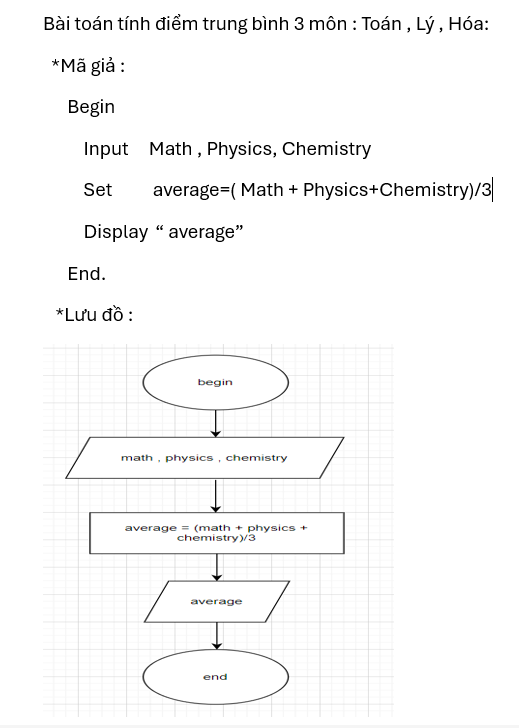 Bài toán tính điểm trung bình 3 môn : Toán , Lý , Hóa:
*Mã giả :
Begin
Input Math , Physics, Chemistry
Set average=( Math + Physics+Chemistry)/3
Display “ average”
End.
*Lưu đồ :
begin
math , physics , chemistry
average = (math + physics +
chemistry)/3
average
end